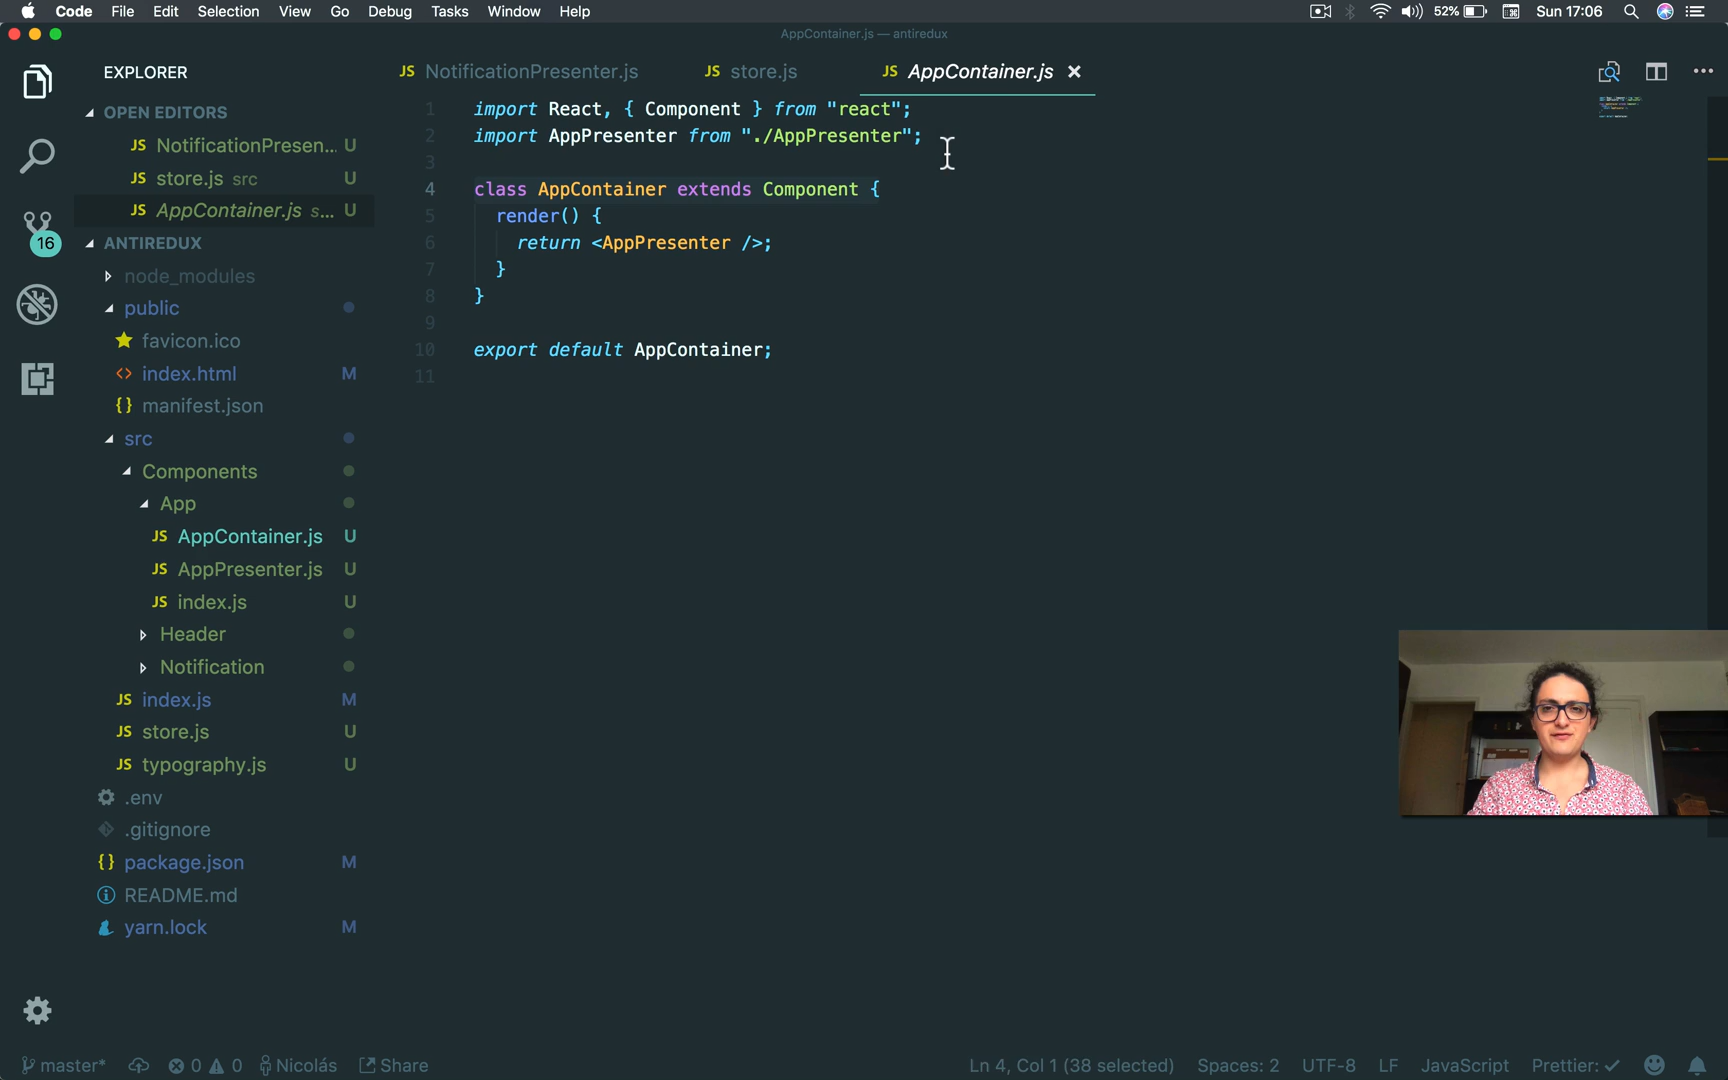 Code File Edit Selection View Go Debug Tasks Window Help 52% Sun 17:06
AppContainer.js — antiredux
EXPLORER
JS NotificationPresenter.js JS store.js JS AppContainer.js
OPEN EDITORS
JS NotificationPresen... U
JS store.js src U
JS AppContainer.js s... U
16
ANTIREDUX
node_modules
public
favicon.ico
<> index.html M
{} manifest.json
src
Components
App
JS AppContainer.js U
JS AppPresenter.js U
JS index.js U
Header
Notification
JS index.js M
JS store.js U
JS typography.js U
.env
.gitignore
{} package.json M
README.md
yarn.lock M
1 import React, { Component } from "react";
2 import AppPresenter from "./AppPresenter";
3
4 class AppContainer extends Component {
5 render() {
6 return <AppPresenter />;
7 }
8 }
9
10 export default AppContainer;
11
master* 0 0 Nicolás Share Ln 4, Col 1 (38 selected) Spaces: 2 UTF-8 LF JavaScript Prettier: ✓